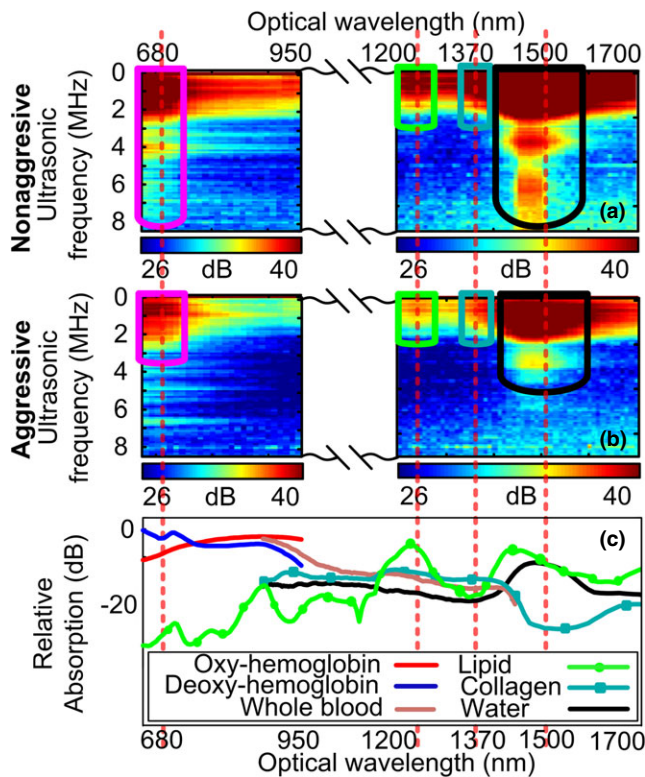 Optical wavelength (nm)
680 950 1200 1370 1500 1700
Nonaggresive
Ultrasonic
frequency (MHz)
0
2
4
6
8
(a)
26 dB 40 26 dB 40
Aggressive
Ultrasonic
frequency (MHz)
0
2
4
6
8
(b)
26 dB 40 26 dB 40
Relative
Absorption (dB)
0
-20
(c)
Oxy-hemoglobin Lipid
Deoxy-hemoglobin Collagen
Whole blood Water
680 950 1200 1370 1500 1700
Optical wavelength (nm)